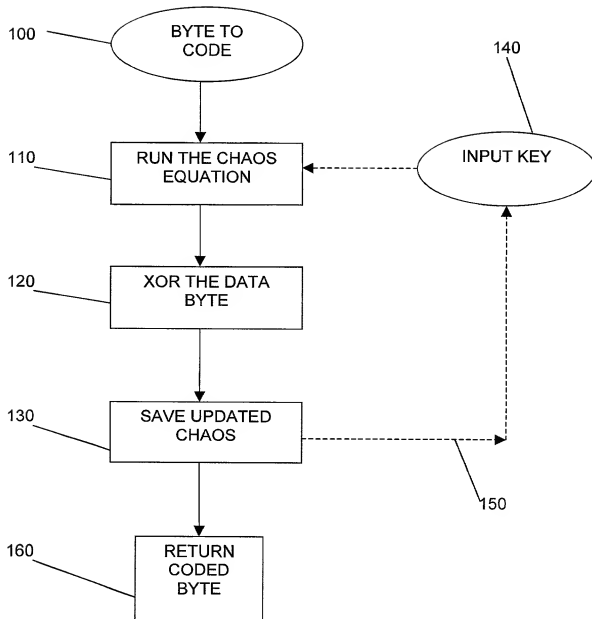 100
BYTE TO
CODE
140
110
RUN THE CHAOS
EQUATION
INPUT KEY
120
XOR THE DATA
BYTE
130
SAVE UPDATED
CHAOS
150
160
RETURN
CODED
BYTE